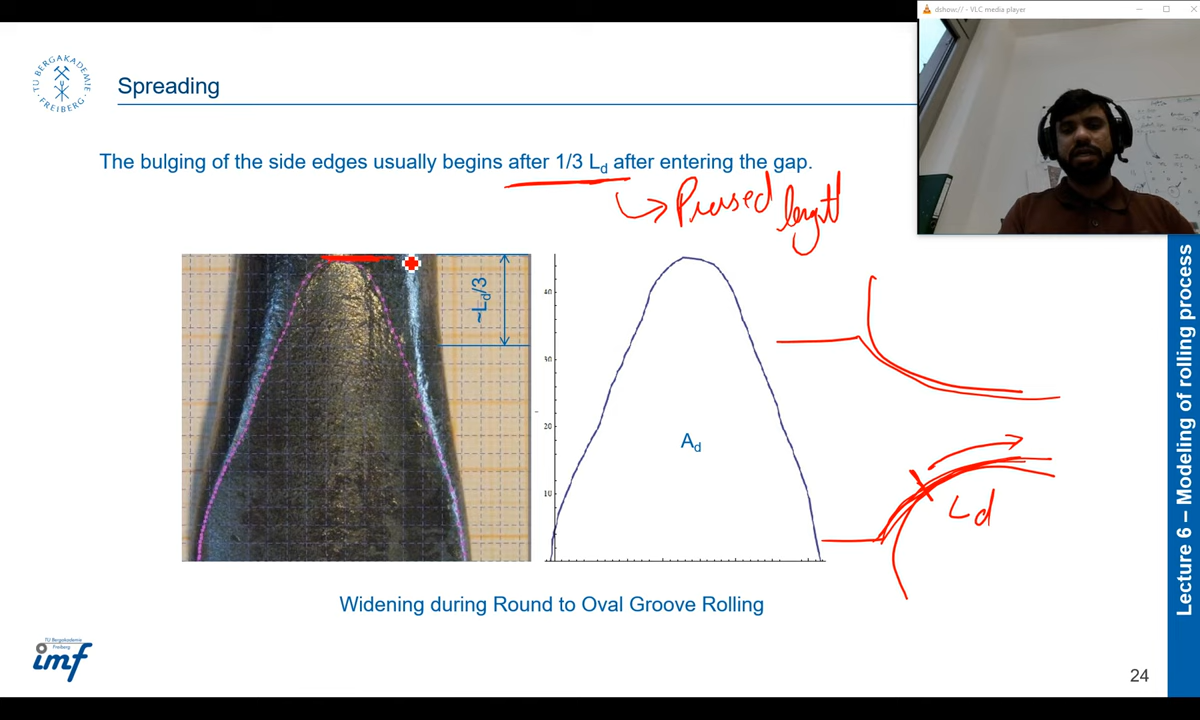 dshow:// - VLC media player
TU BERGAKADEMIE
· FREIBERG ·
Spreading
The bulging of the side edges usually begins after 1/3 Ld after entering the gap.
Pressed
~Ld/3
40
30
20
10
Ad
Ld
Widening during Round to Oval Groove Rolling
Lecture 6 – Modeling of rolling process
TU Bergakademie
Freiberg
imf
24